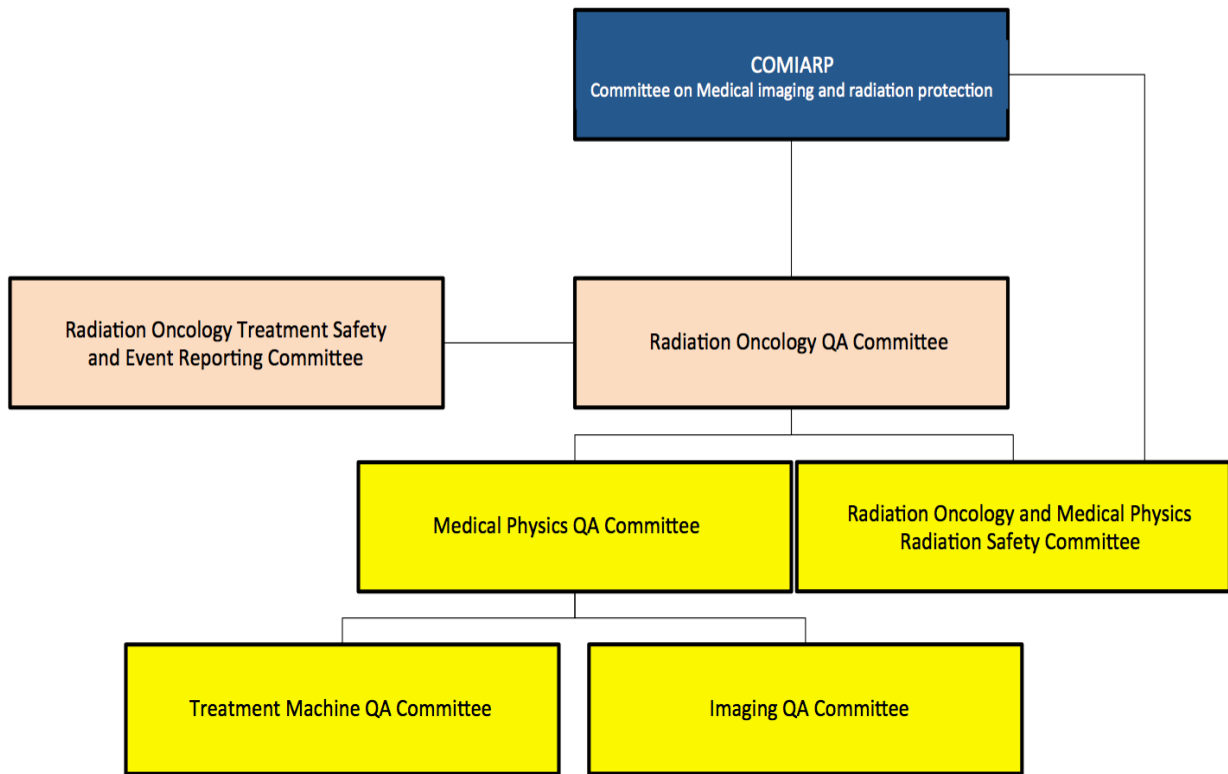 COMIARP
Committee on Medical imaging and radiation protection
Radiation Oncology Treatment Safety
and Event Reporting Committee
Radiation Oncology QA Committee
Medical Physics QA Committee
Radiation Oncology and Medical Physics
Radiation Safety Committee
Treatment Machine QA Committee
Imaging QA Committee